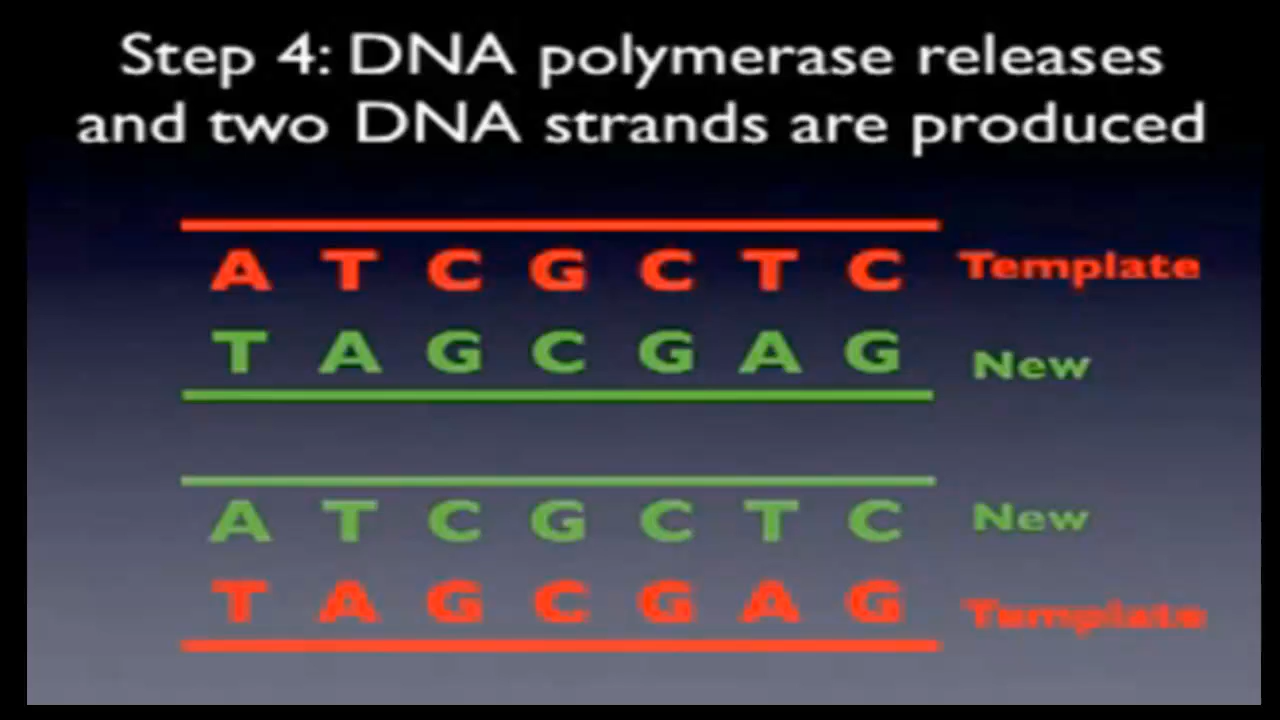 Step 4: DNA polymerase releases
and two DNA strands are produced
A T C G C T C Template
T A G C G A G New
A T C G C T C New
T A G C G A G Template